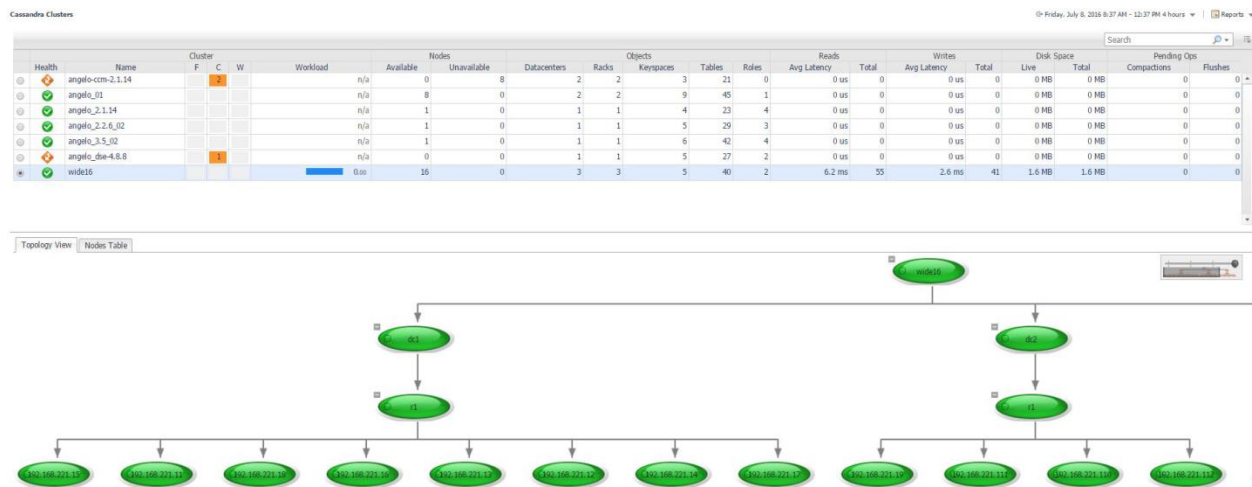 Cassandra Clusters
Friday, July 8, 2016 8:37 AM - 12:37 PM 4 hours | Reports
Search
Cluster Nodes Objects Reads Writes Disk Space Pending Ops
Health Name F C W Workload Available Unavailable Datacenters Racks Keyspaces Tables Roles Avg Latency Total Avg Latency Total Live Total Compactions Flushes
angelo-ccm-2.1.14 2 n/a 0 8 2 2 3 21 0 0 us 0 0 us 0 0 MB 0 MB 0 0
angelo_01 n/a 8 0 2 2 9 45 1 0 us 0 0 us 0 0 MB 0 MB 0 0
angelo_2.1.14 n/a 1 0 1 1 4 23 4 0 us 0 0 us 0 0 MB 0 MB 0 0
angelo_2.2.6_02 n/a 1 0 1 1 5 29 3 0 us 0 0 us 0 0 MB 0 MB 0 0
angelo_3.5_02 n/a 1 0 1 1 6 42 4 0 us 0 0 us 0 0 MB 0 MB 0 0
angelo_dse-4.8.8 1 n/a 0 0 1 1 5 27 2 0 us 0 0 us 0 0 MB 0 MB 0 0
wide16 16 0 3 3 5 40 2 6.2 ms 55 2.6 ms 41 1.6 MB 1.6 MB 0 0
Topology View Nodes Table
wide16
dc1 dc2
r1 r1
192.168.221.15 192.168.221.11 192.168.221.18 192.168.221.16 192.168.221.13 192.168.221.12 192.168.221.14 192.168.221.17 192.168.221.19 192.168.221.111 192.168.221.110 192.168.221.112